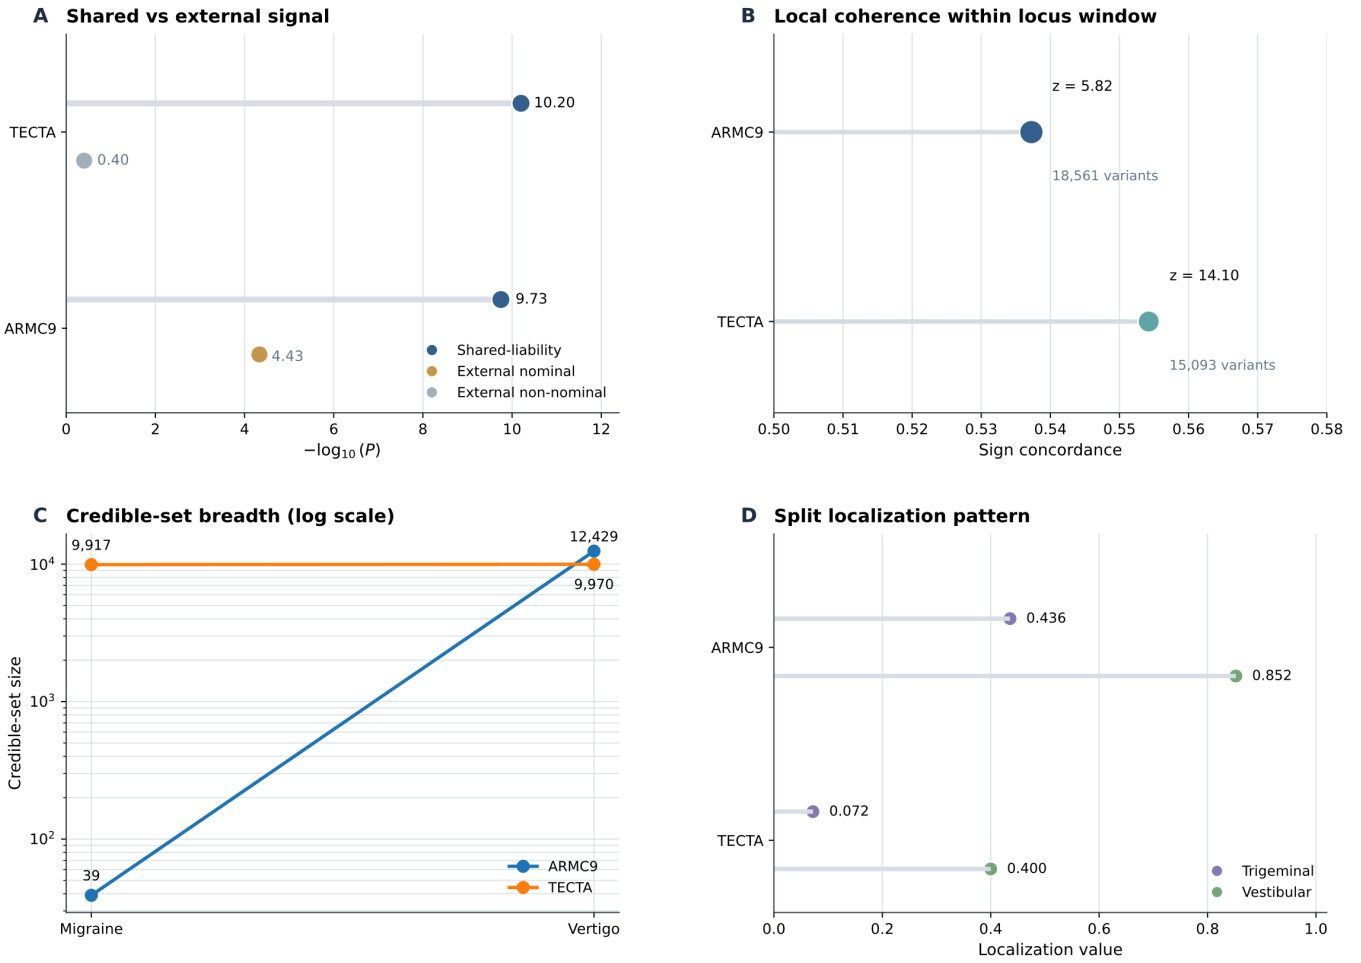 A Shared vs external signal
10.20
TECTA
0.40
9.73
ARMC9
4.43
Shared-liability
External nominal
External non-nominal
0 2 4 6 8 10 12
−log10 (P)
B Local coherence within locus window
z = 5.82
ARMC9
18,561 variants
z = 14.10
TECTA
15,093 variants
0.50 0.51 0.52 0.53 0.54 0.55 0.56 0.57 0.58
Sign concordance
C Credible-set breadth (log scale)
12,429
9,917
10^4
9,970
10^3
Credible-set size
10^2
39
ARMC9
TECTA
Migraine Vertigo
D Split localization pattern
0.436
ARMC9
0.852
0.072
TECTA
0.400
Trigeminal
Vestibular
0.0 0.2 0.4 0.6 0.8 1.0
Localization value